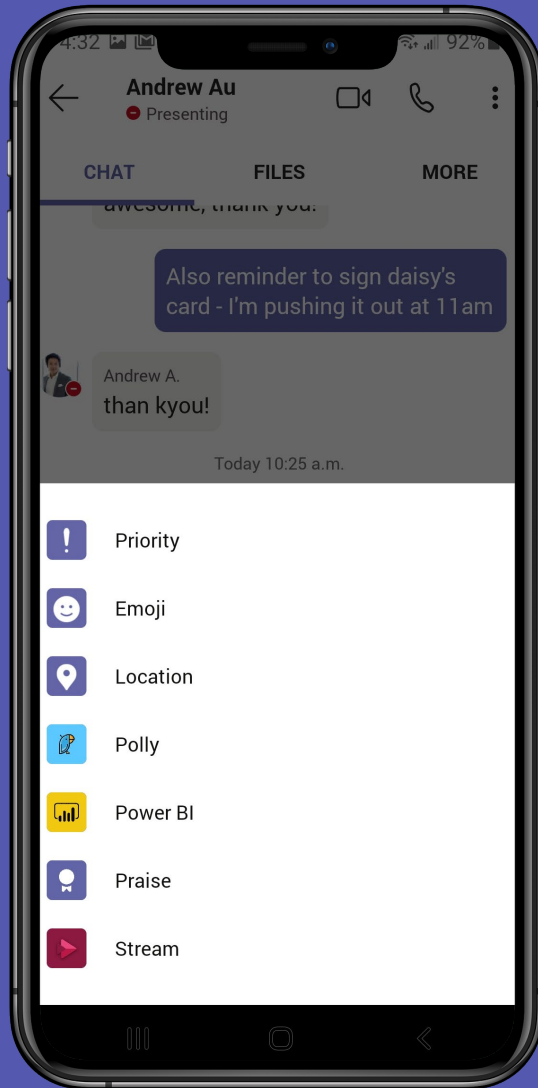 4:32 92%
Andrew Au
Presenting
CHAT FILES MORE
awesome, thank you!
Also reminder to sign daisy's
card - I'm pushing it out at 11am
Andrew A.
than kyou!
Today 10:25 a.m.
Priority
Emoji
Location
Polly
Power BI
Praise
Stream